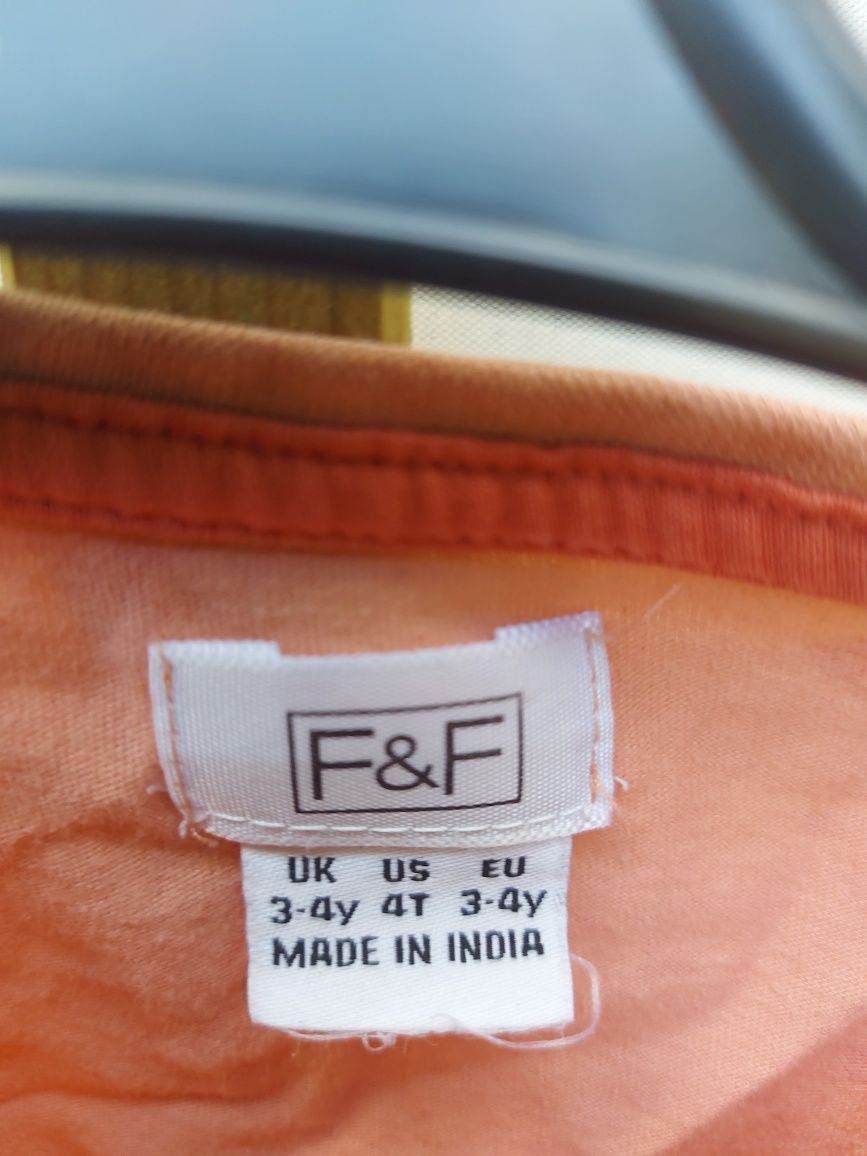 F&F
UK US EU
3-4y 4T 3-4y
MADE IN INDIA